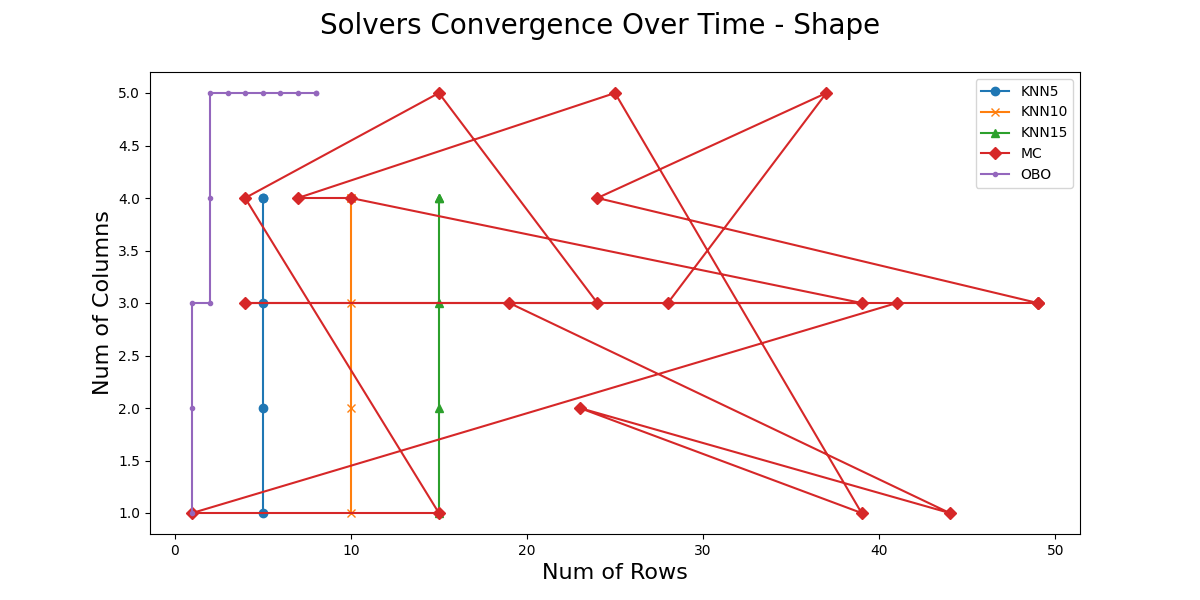 Solvers Convergence Over Time - Shape
Num of Columns
5.0
4.5
4.0
3.5
3.0
2.5
2.0
1.5
1.0
KNN5
KNN10
KNN15
MC
OBO
0 10 20 30 40 50
Num of Rows